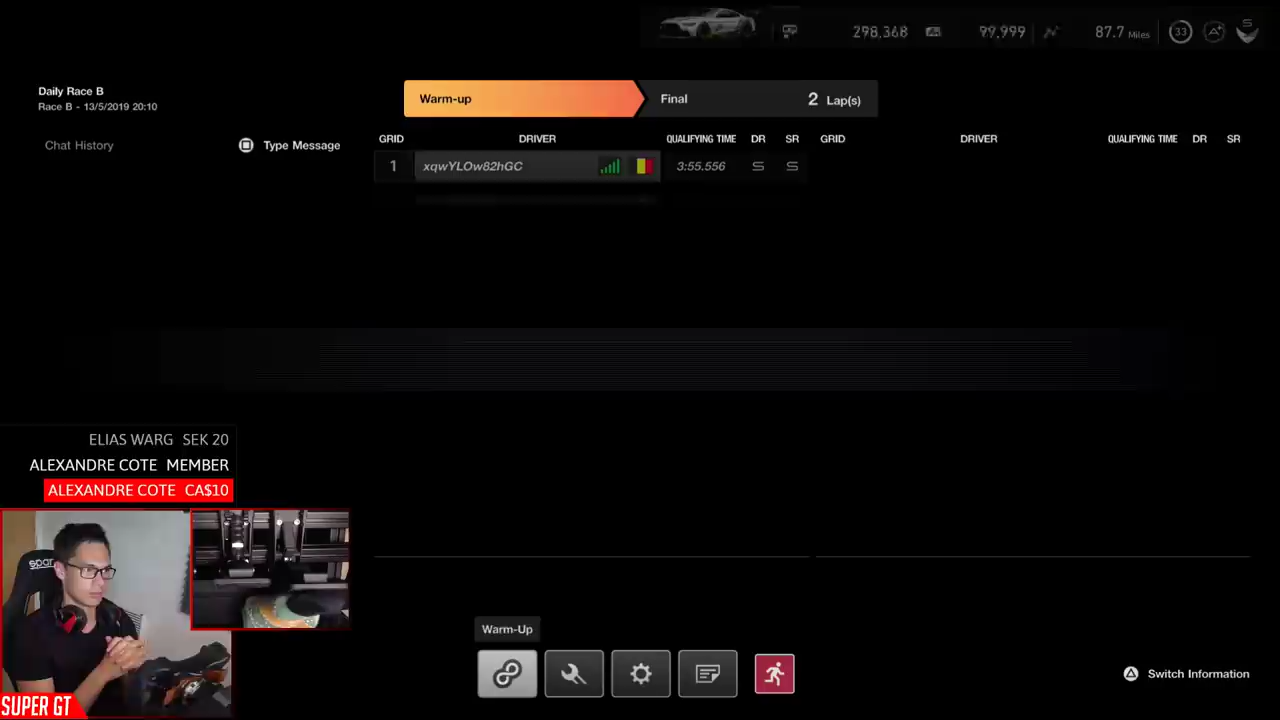 298,368
99,999
87.7 Miles
33
S
Daily Race B
Race B - 13/5/2019 20:10
Warm-up
Final
2 Lap(s)
Chat History
Type Message
GRID DRIVER QUALIFYING TIME DR SR
GRID DRIVER QUALIFYING TIME DR SR
1 xqwYLOw82hGC 3:55.556 S S
ELIAS WARG SEK 20
ALEXANDRE COTE MEMBER
ALEXANDRE COTE CA$10
spar
SUPER GT
Warm-Up
Switch Information